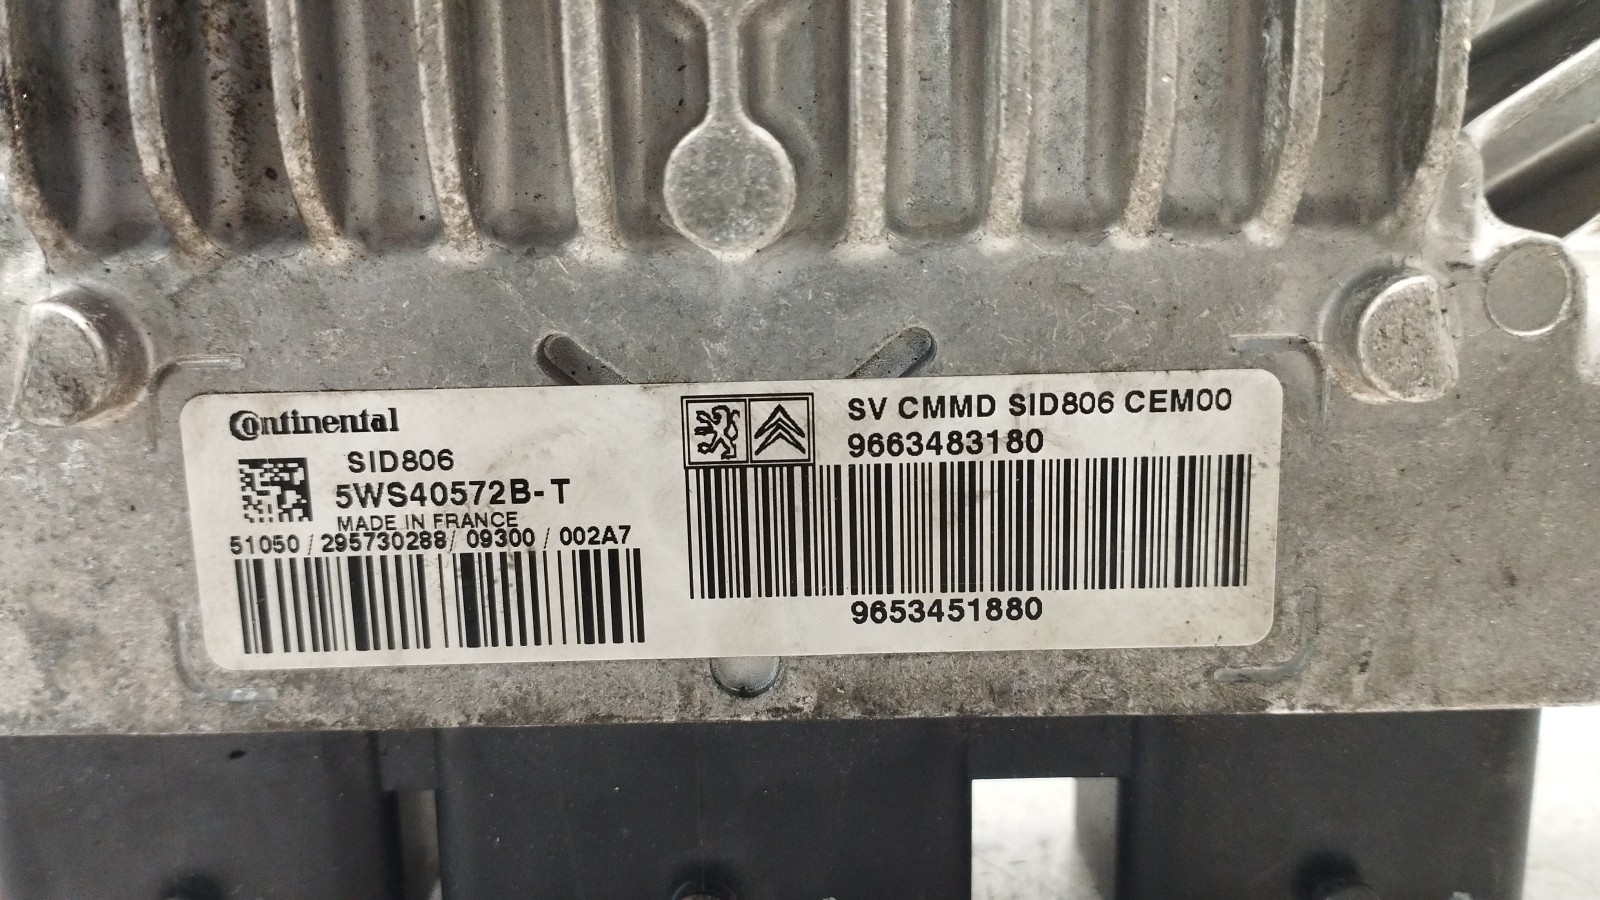 Continental
SID806
5WS40572B-T
MADE IN FRANCE
51050 / 295730288 / 09300 / 002A7
SV CMMD SID806 CEM00
9663483180
9653451880